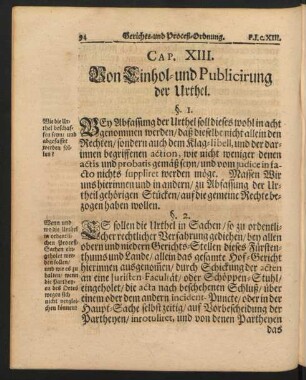 94 Gerichts-und Proceß-Ordnung. P.I.c.XIII.
CAP. XIII.
Von Einhol-und Publicirung
der Urthel.
§. 1.
Wie die Ur-
thel beschaf-
fen seyn und
abgefasset
werden sol-
len?
BEy Abfassung der Urthel soll dieses wohl in acht
genommen werden/ daß dieselbe nicht allein den
Rechten/ sondern auch dem Klag-libell, und der dar-
innen begriffenen action, wie nicht weniger denen
actis und probatis gemäß seyn/ und vom judice in fa-
cto nichts suppliret werden möge. Massen Wir
uns hierinnen und in andern/ zu Abfassung der Ur-
theil gehörigen Stücken/ auf die gemeine Rechte be-
zogen haben wollen.
§. 2.
Wenn und
wie die Urthel
in ordentli-
chen Proceß-
Sachen ein-
geholet wer-
den sollen/
und wie es zu
halten/ wenn
die Parthey-
en des Ortes
wegen sich
nicht verglei-
chen können?
ES sollen die Urthel in Sachen/ so zu ordentli-
cher rechtlicher Verfahrung gediehen/ bey allen
obern und niedern Gerichts-Stellen dieses Fürsten-
thums und Lande/ allein das gesamte Hof-Gericht
hierinnen ausgenommen/ durch Schickung der acten
an eine Juristen-Facultät/ oder Schöppen-Stuhl/
eingeholet/ die acta nach beschehenen Schluß/ über
einem oder dem andern incident-Puncte/ oder in der
Haupt-Sache selbst zeitig/ auf Vorbescheidung der
Partheyen/ inrotuliret, und von denen Partheyen
das